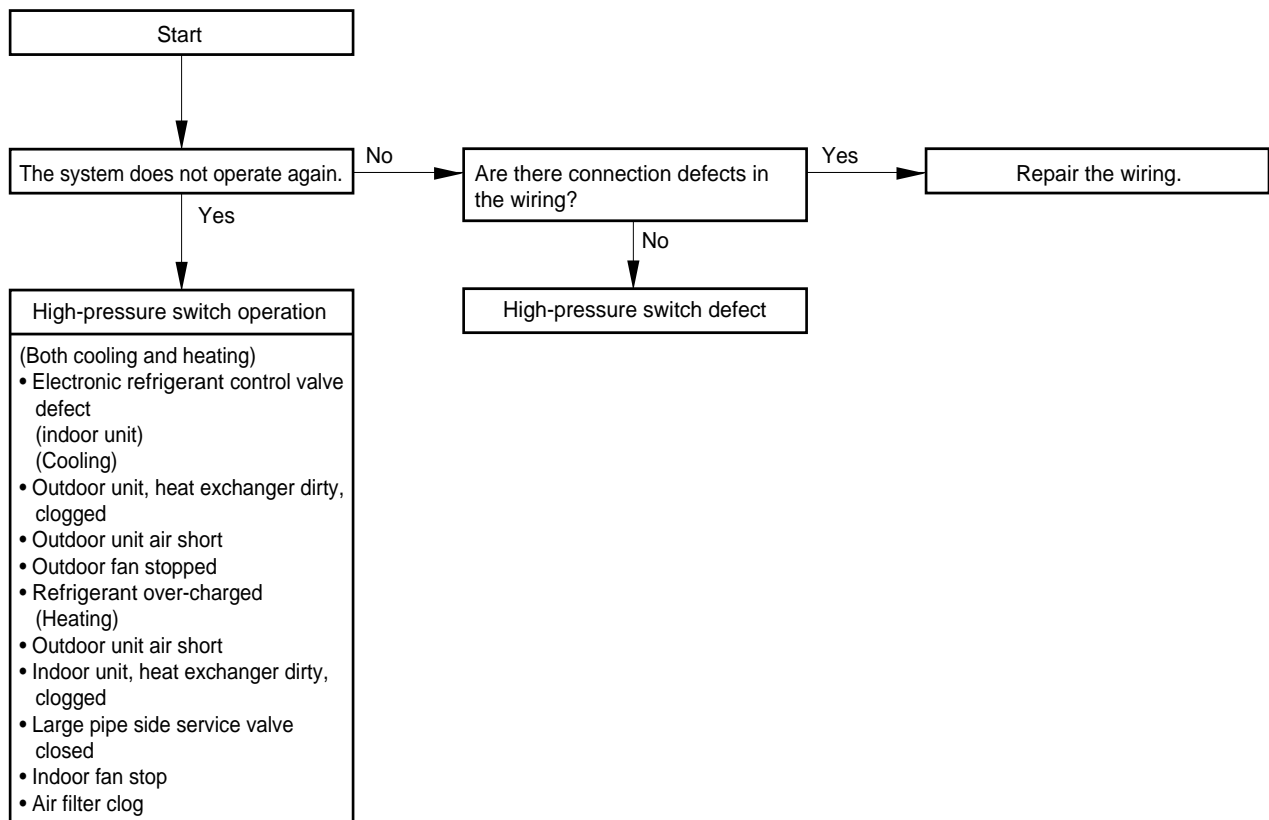 Start
The system does not operate again.
No
Are there connection defects in
the wiring?
Yes
Repair the wiring.
Yes
No
High-pressure switch operation
High-pressure switch defect
(Both cooling and heating)
• Electronic refrigerant control valve
defect
(indoor unit)
(Cooling)
• Outdoor unit, heat exchanger dirty,
clogged
• Outdoor unit air short
• Outdoor fan stopped
• Refrigerant over-charged
(Heating)
• Outdoor unit air short
• Indoor unit, heat exchanger dirty,
clogged
• Large pipe side service valve
closed
• Indoor fan stop
• Air filter clog